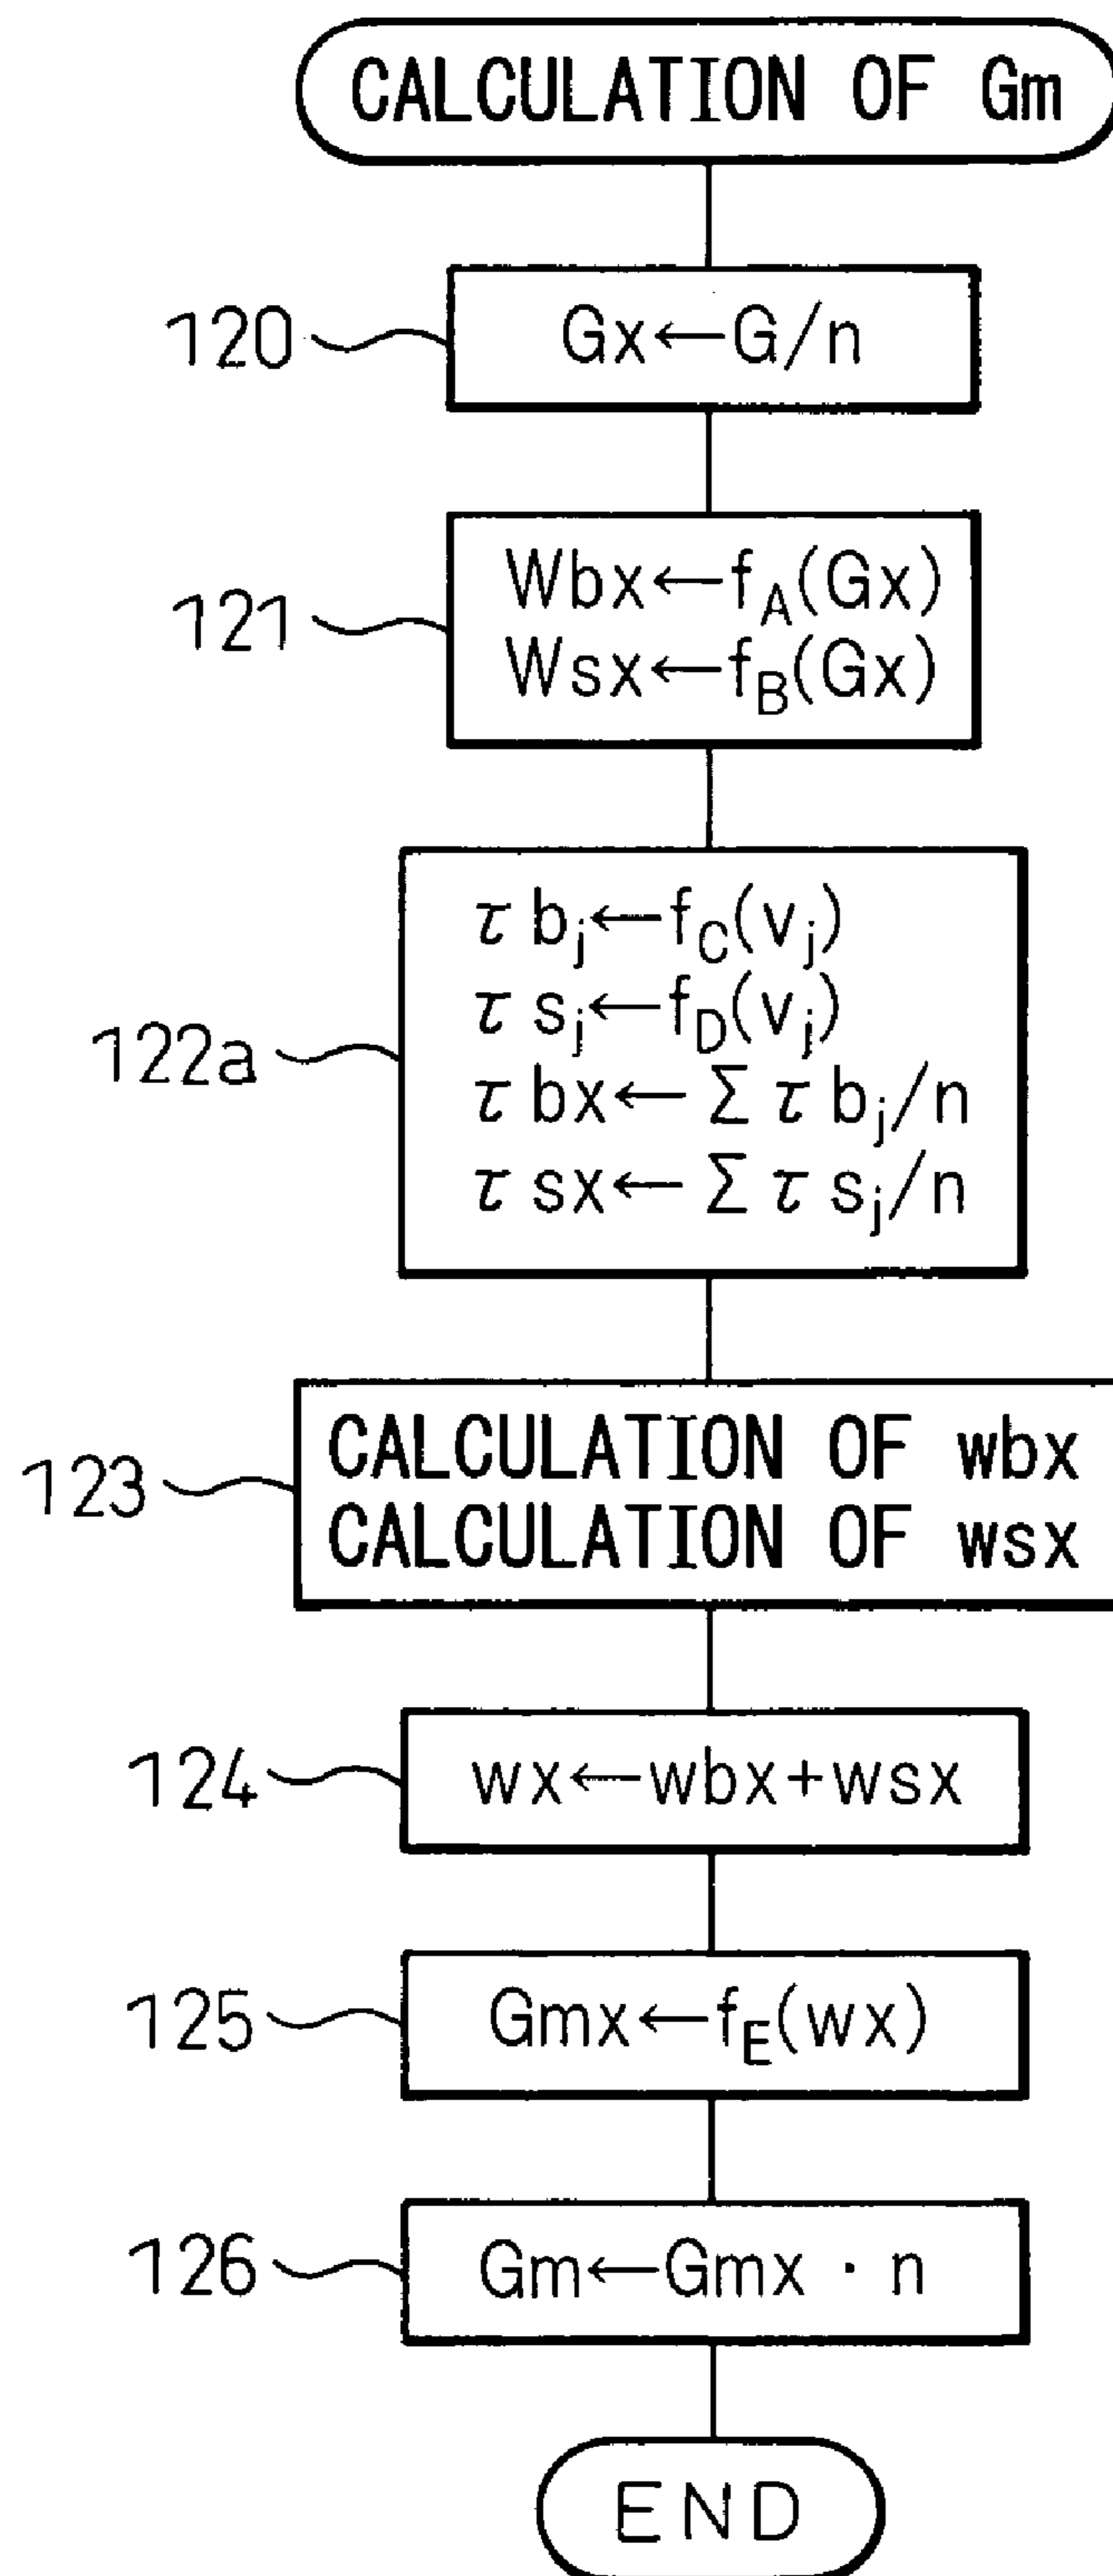 CALCULATION OF Gm
120
Gx←G/n
121
Wbx←f_A(Gx)
Wsx←f_B(Gx)
122a
τb_j←f_C(v_j)
τs_j←f_D(v_j)
τbx←Στb_j/n
τsx←Στs_j/n
123
CALCULATION OF wbx
CALCULATION OF wsx
124
wx←wbx+wsx
125
Gmx←f_E(wx)
126
Gm←Gmx・n
END